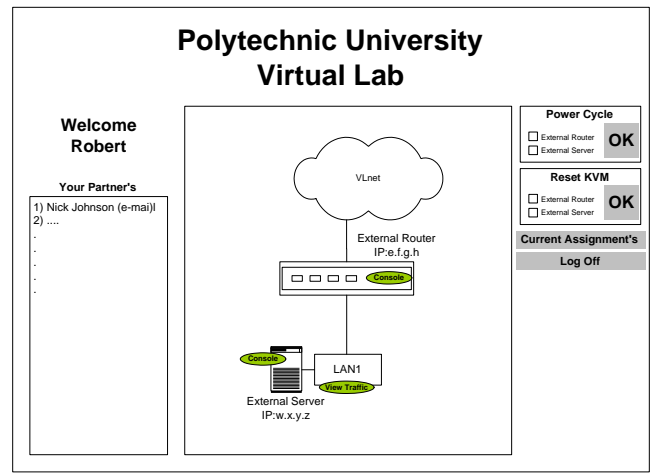 Polytechnic University
Virtual Lab
Welcome
Robert
Your Partner's
1) Nick Johnson (e-mai)l
2) ....
.
.
.
.
.
VLnet
External Router
IP:e.f.g.h
Console
Console
LAN1
View Traffic
External Server
IP:w.x.y.z
Power Cycle
External Router
External Server
OK
Reset KVM
External Router
External Server
OK
Current Assignment's
Log Off